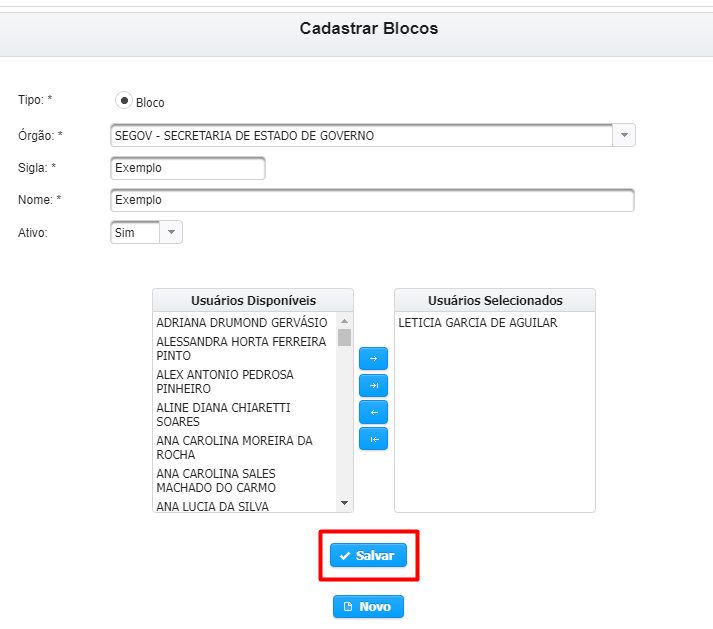 Cadastrar Blocos
Tipo: * Bloco
Órgão: * SEGOV - SECRETARIA DE ESTADO DE GOVERNO
Sigla: * Exemplo
Nome: * Exemplo
Ativo: Sim
Usuários Disponíveis
ADRIANA DRUMOND GERVÁSIO
ALESSANDRA HORTA FERREIRA
PINTO
ALEX ANTONIO PEDROSA
PINHEIRO
ALINE DIANA CHIARETTI
SOARES
ANA CAROLINA MOREIRA DA
ROCHA
ANA CAROLINA SALES
MACHADO DO CARMO
ANA LUCIA DA SILVA
Usuários Selecionados
LETICIA GARCIA DE AGUILAR
Salvar
Novo